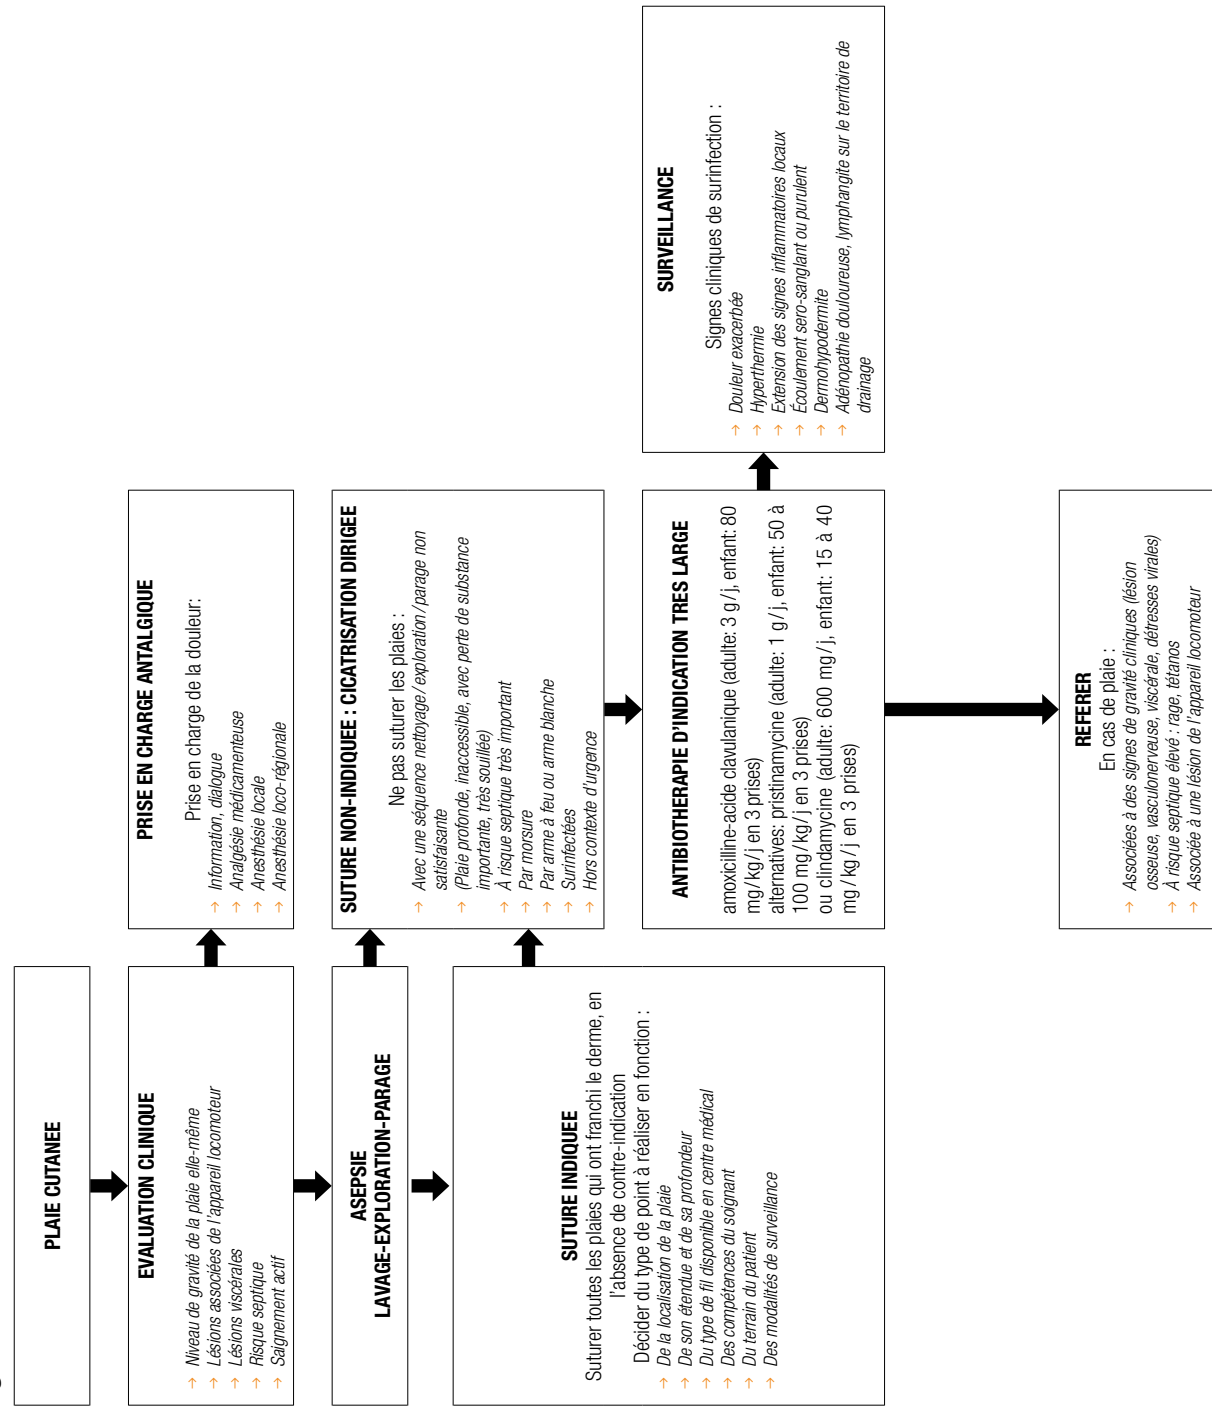 PLAIE CUTANEE
EVALUATION CLINIQUE
→ Niveau de gravité de la plaie elle-même
→ Lésions associées de l'appareil locomoteur
→ Lésions viscérales
→ Risque septique
→ Saignement actif
PRISE EN CHARGE ANTALGIQUE
Prise en charge de la douleur:
→ Information, dialogue
→ Analgésie médicamenteuse
→ Anesthésie locale
→ Anesthésie loco-régionale
ASEPSIE
LAVAGE-EXPLORATION-PARAGE
SUTURE NON-INDIQUEE : CICATRISATION DIRIGEE
Ne pas suturer les plaies :
→ Avec une séquence nettoyage/exploration/parage non
satisfaisante
→ (Plaie profonde, inaccessible, avec perte de substance
importante, très souillée)
→ À risque septique très important
→ Par morsure
→ Par arme à feu ou arme blanche
→ Surinfectées
→ Hors contexte d'urgence
SUTURE INDIQUEE
Suturer toutes les plaies qui ont franchi le derme, en
l'absence de contre-indication
Décider du type de point à réaliser en fonction :
→ De la localisation de la plaie
→ De son étendue et de sa profondeur
→ Du type de fil disponible en centre médical
→ Des compétences du soignant
→ Du terrain du patient
→ Des modalités de surveillance
ANTIBIOTHERAPIE D'INDICATION TRES LARGE
amoxicilline-acide clavulanique (adulte: 3 g/j, enfant: 80
mg/kg/j en 3 prises)
alternatives: pristinamycine (adulte: 1 g/j, enfant: 50 à
100 mg/kg/j en 3 prises)
ou clindamycine (adulte: 600 mg/j, enfant: 15 à 40
mg/kg/j en 3 prises)
SURVEILLANCE
Signes cliniques de surinfection :
→ Douleur exacerbée
→ Hyperthermie
→ Extension des signes inflammatoires locaux
→ Écoulement sero-sanglant ou purulent
→ Dermohypodermite
→ Adénopathie douloureuse, lymphangite sur le territoire de
drainage
REFERER
En cas de plaie :
→ Associées à des signes de gravité cliniques (lésion
osseuse, vasculonerveuse, viscérale, détresses virales)
→ À risque septique élevé : rage, tétanos
→ Associée à une lésion de l'appareil locomoteur